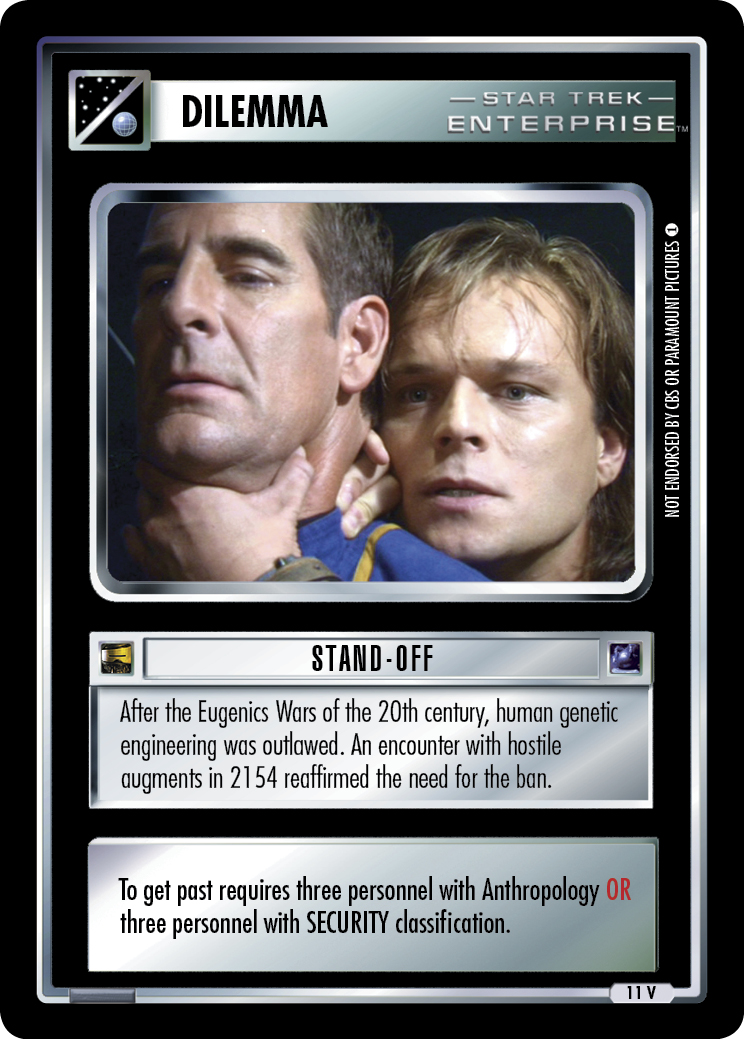 DILEMMA
— STAR TREK —
ENTERPRISE™
NOT ENDORSED BY CBS OR PARAMOUNT PICTURES 1
STAND-OFF
After the Eugenics Wars of the 20th century, human genetic
engineering was outlawed. An encounter with hostile
augments in 2154 reaffirmed the need for the ban.
To get past requires three personnel with Anthropology OR
three personnel with SECURITY classification.
11 V